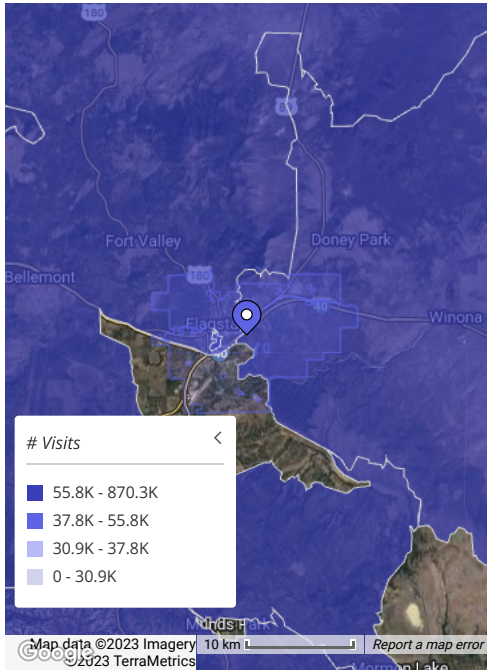 180
89
Fort Valley
Doney Park
Bellemont
180
40
Flagsta
Winona
40
# Visits
55.8K - 870.3K
37.8K - 55.8K
30.9K - 37.8K
0 - 30.9K
Munds Park
Google
Map data ©2023 Imagery
©2023 TerraMetrics
10 km
Report a map error
Mormon Lake